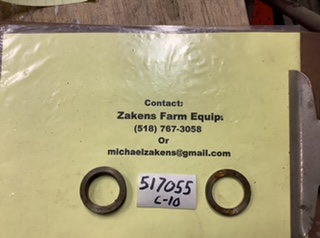 Contact:
Zakens Farm Equip.
(518) 767-3058
Or
michaelzakens@gmail.com
517055
C-10